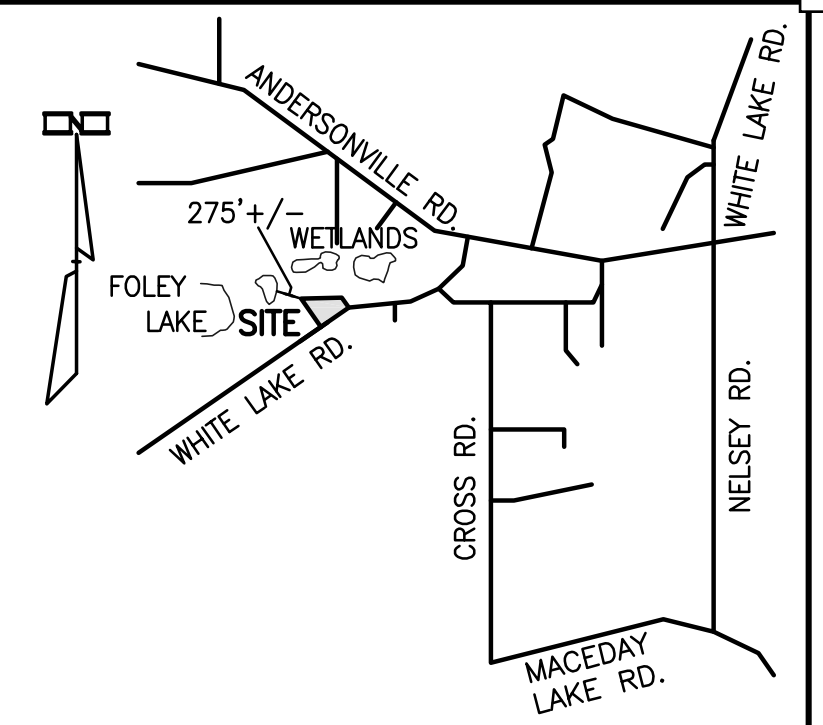 N
ANDERSONVILLE RD.
WHITE LAKE RD.
275'+/-
WETLANDS
FOLEY
LAKE
SITE
WHITE LAKE RD.
CROSS RD.
NELSEY RD.
MACEDAY
LAKE RD.